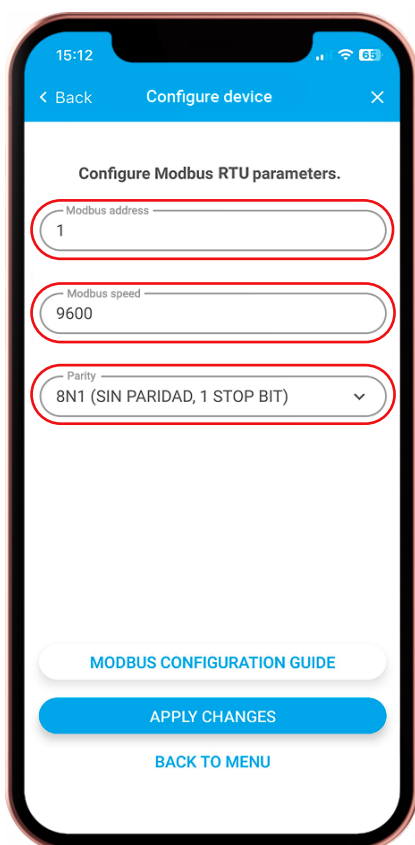 15:12
65
Back
Configure device
Configure Modbus RTU parameters.
Modbus address
1
Modbus speed
9600
Parity
8N1 (SIN PARIDAD, 1 STOP BIT)
MODBUS CONFIGURATION GUIDE
APPLY CHANGES
BACK TO MENU